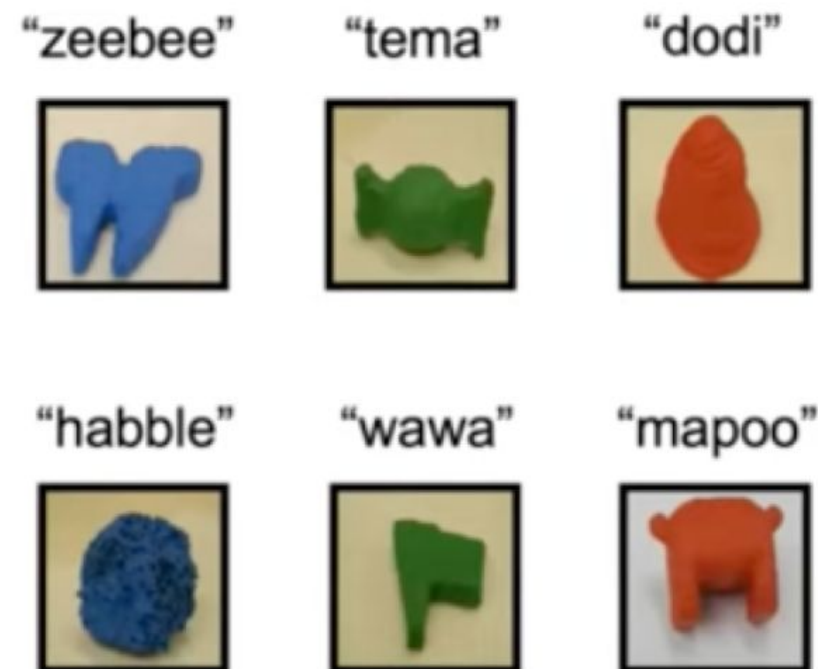 “zeebee” “tema” “dodi”
“habble” “wawa” “mapoo”